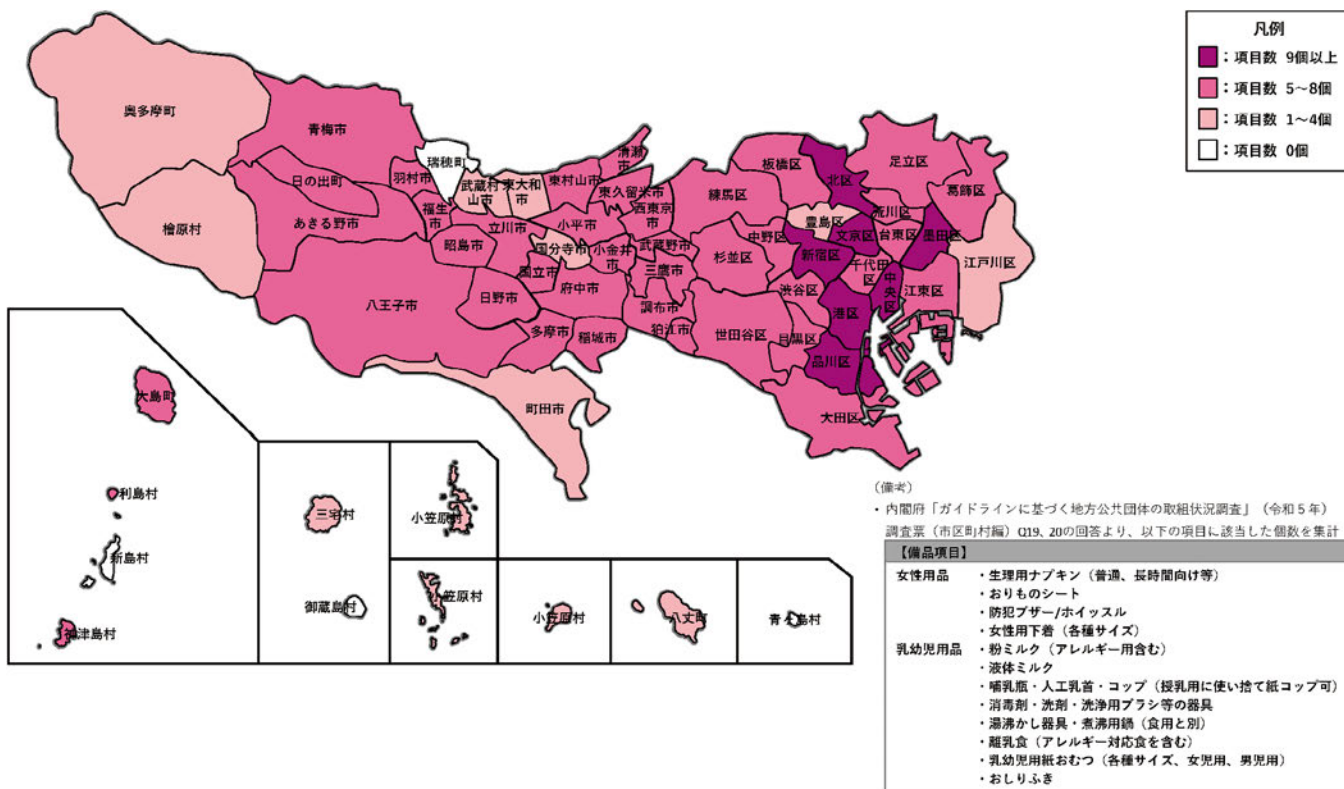 凡例
：項目数 9個以上
：項目数 5～8個
：項目数 1～4個
：項目数 0個
奥多摩町
青梅市
瑞穂町
清瀬市
板橋区
北区
足立区
日の出町
羽村市
武蔵村山市
東大和市
東村山市
東久留米市
練馬区
葛飾区
檜原村
あきる野市
福生市
立川市
小平市
西東京市
豊島区
荒川区
昭島市
国分寺市
小金井市
武蔵野市
杉並区
中野区
新宿区
文京区
台東区
墨田区
江戸川区
国立市
三鷹市
千代田区
八王子市
日野市
府中市
調布市
渋谷区
港区
中央区
江東区
多摩市
稲城市
狛江市
世田谷区
目黒区
品川区
町田市
大田区
大島町
利島村
新島村
神津島村
三宅村
御蔵島村
小笠原村
小笠原村
小笠原村
八丈町
青ヶ島村
（備考）
・内閣府「ガイドラインに基づく地方公共団体の取組状況調査」（令和５年）
調査票（市区町村編）Q19、20の回答より、以下の項目に該当した個数を集計
【備品項目】
女性用品 ・生理用ナプキン（普通、長時間向け等）
・おりものシート
・防犯ブザー/ホイッスル
・女性用下着（各種サイズ）
乳幼児用品 ・粉ミルク（アレルギー用含む）
・液体ミルク
・哺乳瓶・人工乳首・コップ（授乳用に使い捨て紙コップ可）
・消毒剤・洗剤・洗浄用ブラシ等の器具
・湯沸かし器具・煮沸用鍋（食用と別）
・離乳食（アレルギー対応食を含む）
・乳幼児用紙おむつ（各種サイズ、女児用、男児用）
・おしりふき